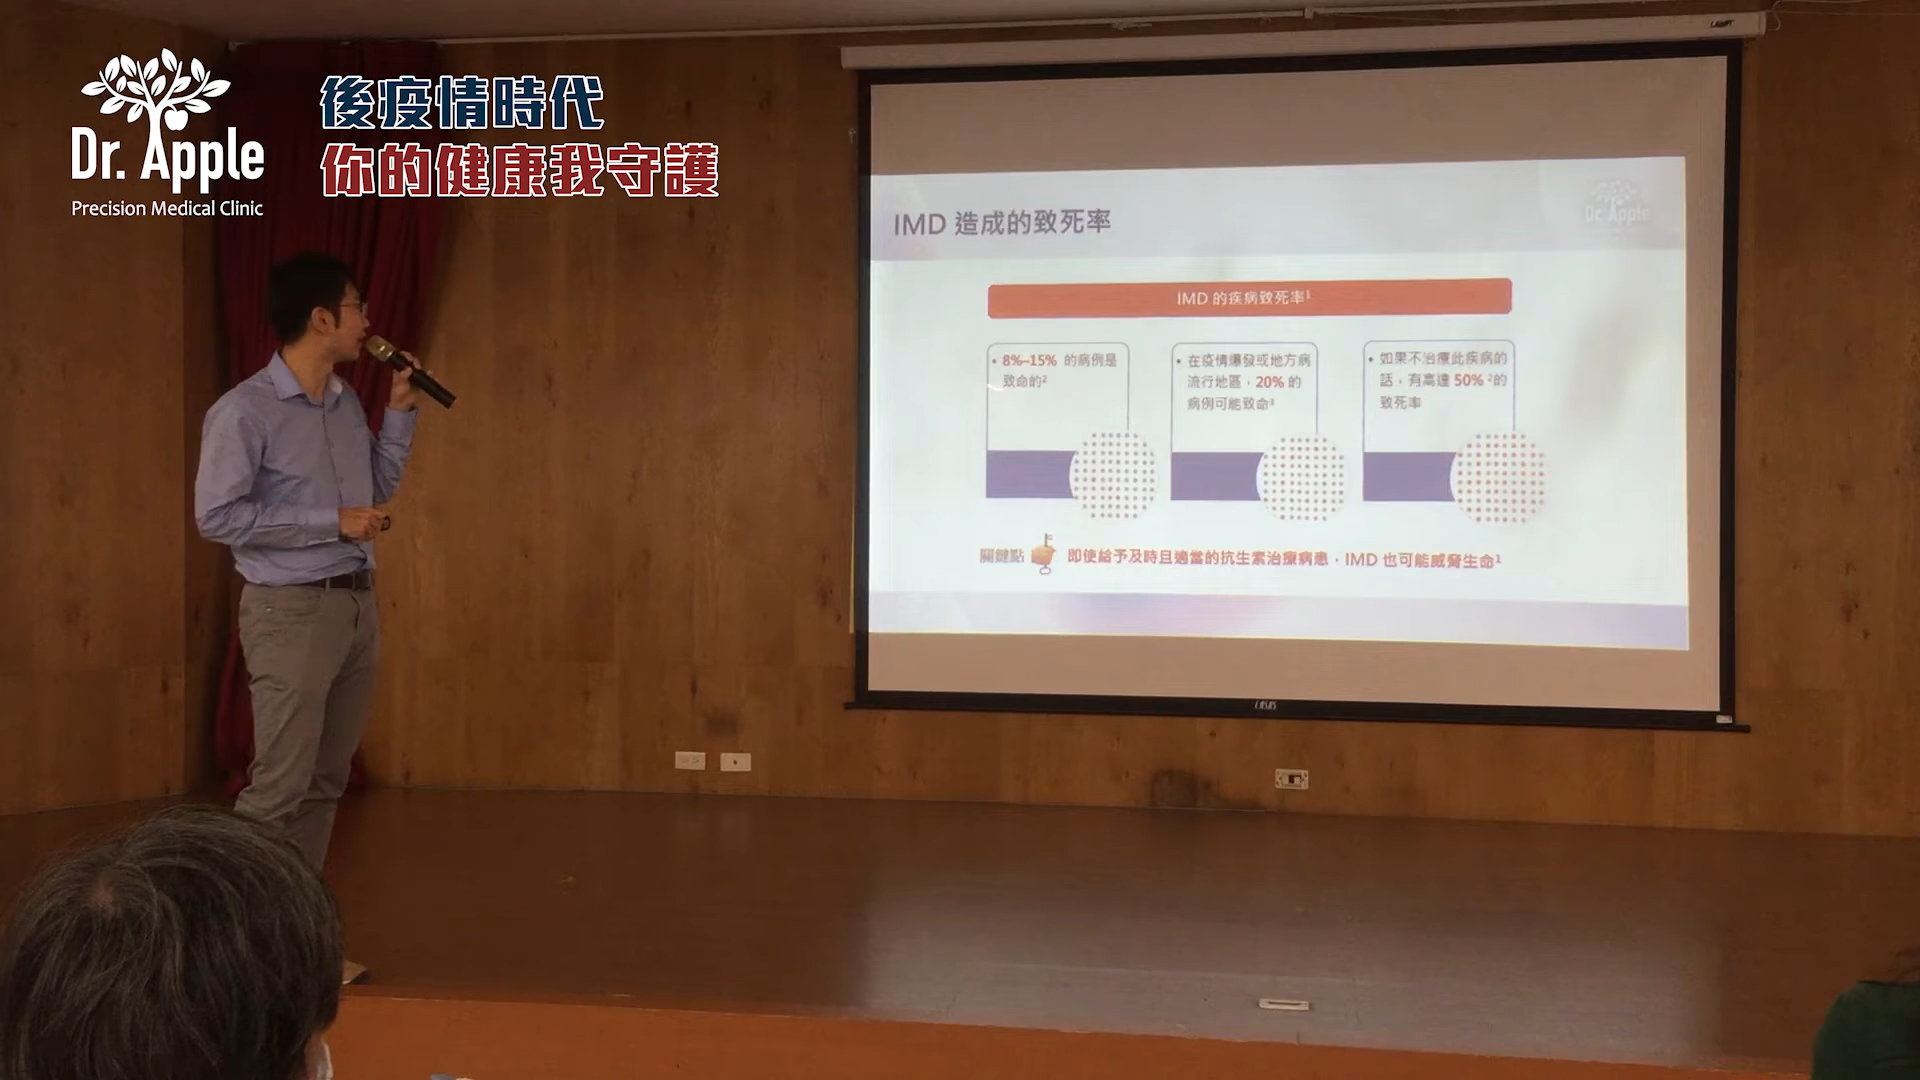 Dr. Apple
Precision Medical Clinic
後疫情時代
你的健康我守護
IMD 造成的致死率
Dr. Apple
IMD 的疾病致死率¹
• 8%–15% 的病例是
致命的²
• 在疫情爆發或地方病
流行地區，20% 的
病例可能致命³
• 如果不治療此疾病的
話，有高達 50% ²的
致死率
關鍵點
即使給予及時且適當的抗生素治療病患，IMD 也可能威脅生命¹